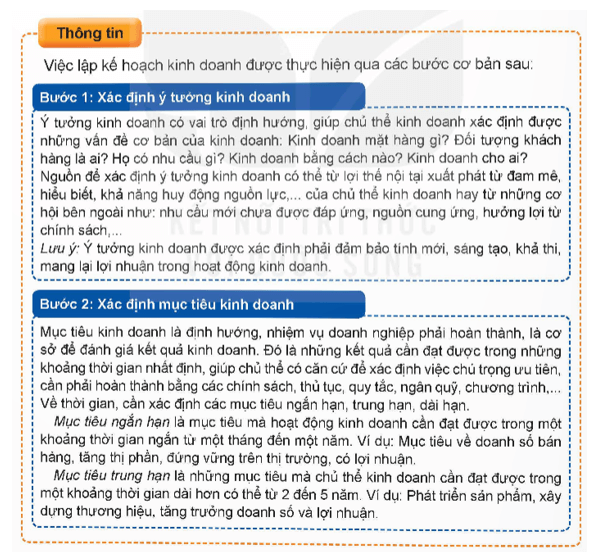 Thông tin
Việc lập kế hoạch kinh doanh được thực hiện qua các bước cơ bản sau:
Bước 1: Xác định ý tưởng kinh doanh
Ý tưởng kinh doanh có vai trò định hướng, giúp chủ thể kinh doanh xác định được
những vấn đề cơ bản của kinh doanh: Kinh doanh mặt hàng gì? Đối tượng khách
hàng là ai? Họ có nhu cầu gì? Kinh doanh bằng cách nào? Kinh doanh cho ai?
Nguồn để xác định ý tưởng kinh doanh có thể từ lợi thế nội tại xuất phát từ đam mê,
hiểu biết, khả năng huy động nguồn lực,... của chủ thể kinh doanh hay từ những cơ
hội bên ngoài như: nhu cầu mới chưa được đáp ứng, nguồn cung ứng, hưởng lợi từ
chính sách,...
KẾT NỐI TRI THỨC
Lưu ý: Ý tưởng kinh doanh được xác định phải đảm bảo tính mới, sáng tạo, khả thi,
mang lại lợi nhuận trong hoạt động kinh doanh.
VỚI CUỘC SỐNG
Bước 2: Xác định mục tiêu kinh doanh
Mục tiêu kinh doanh là định hướng, nhiệm vụ doanh nghiệp phải hoàn thành, là cơ
sở để đánh giá kết quả kinh doanh. Đó là những kết quả cần đạt được trong những
khoảng thời gian nhất định, giúp chủ thể có căn cứ để xác định việc chú trọng ưu tiên,
cần phải hoàn thành bằng các chính sách, thủ tục, quy tắc, ngân quỹ, chương trình,...
Về thời gian, cần xác định các mục tiêu ngắn hạn, trung hạn, dài hạn.
Mục tiêu ngắn hạn là mục tiêu mà hoạt động kinh doanh cần đạt được trong một
khoảng thời gian ngắn từ một tháng đến một năm. Ví dụ: Mục tiêu về doanh số bán
hàng, tăng thị phần, đứng vững trên thị trường, có lợi nhuận.
Mục tiêu trung hạn là những mục tiêu mà chủ thể kinh doanh cần đạt được trong
một khoảng thời gian dài hơn có thể từ 2 đến 5 năm. Ví dụ: Phát triển sản phẩm, xây
dựng thương hiệu, tăng trưởng doanh số và lợi nhuận.